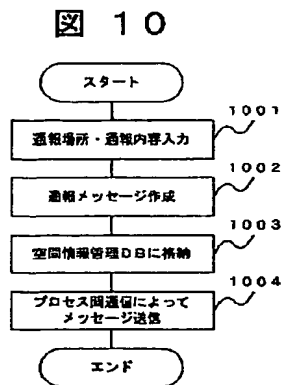 図 10
スタート
1001
通報場所・通報内容入力
1002
通報メッセージ作成
1003
空間情報管理DBに格納
1004
プロセス間通信によって
メッセージ送信
エンド